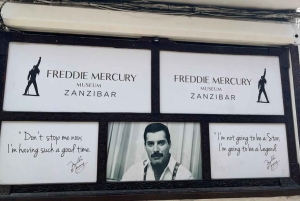 FREDDIE MERCURY
MUSEUM
ZANZIBAR
FREDDIE MERCURY
MUSEUM
ZANZIBAR
"Don't stop me now,
I'm having such a good time.
"I'm not going to be a Star,
I'm going to be a Legend.